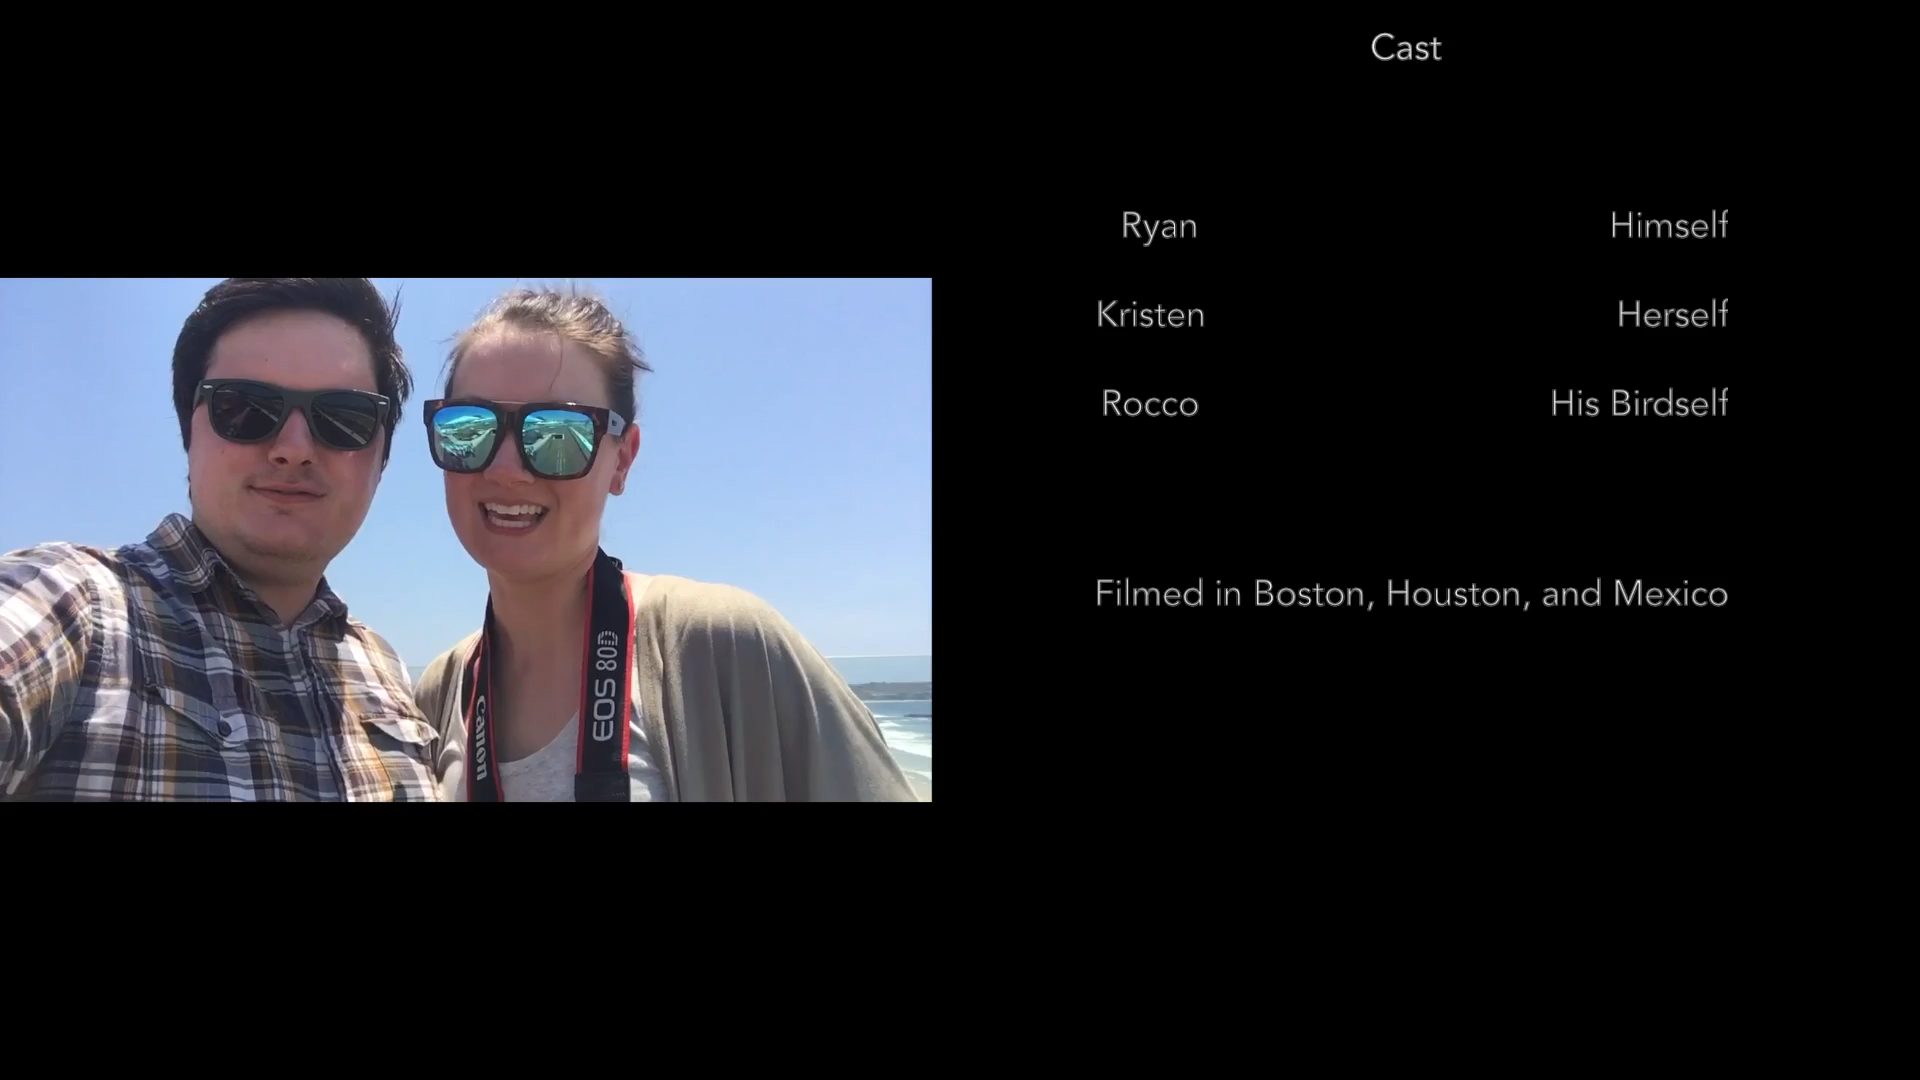 Cast
Ryan Himself
Kristen Herself
Rocco His Birdself
Filmed in Boston, Houston, and Mexico
Canon
EOS 80D